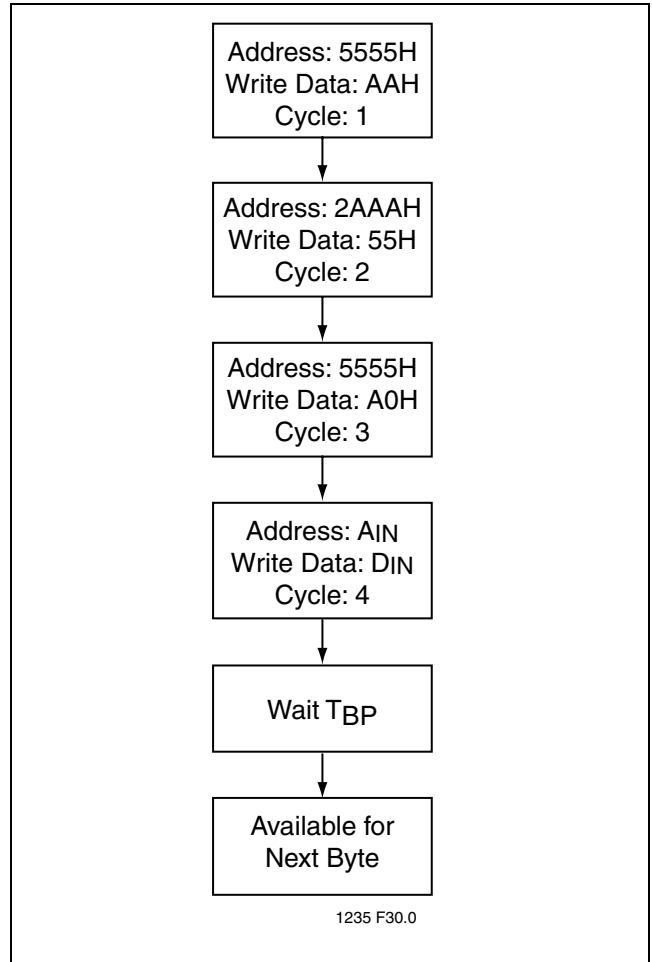 Address: 5555H
Write Data: AAH
Cycle: 1
Address: 2AAAH
Write Data: 55H
Cycle: 2
Address: 5555H
Write Data: A0H
Cycle: 3
Address: AIN
Write Data: DIN
Cycle: 4
Wait TBP
Available for
Next Byte
1235 F30.0